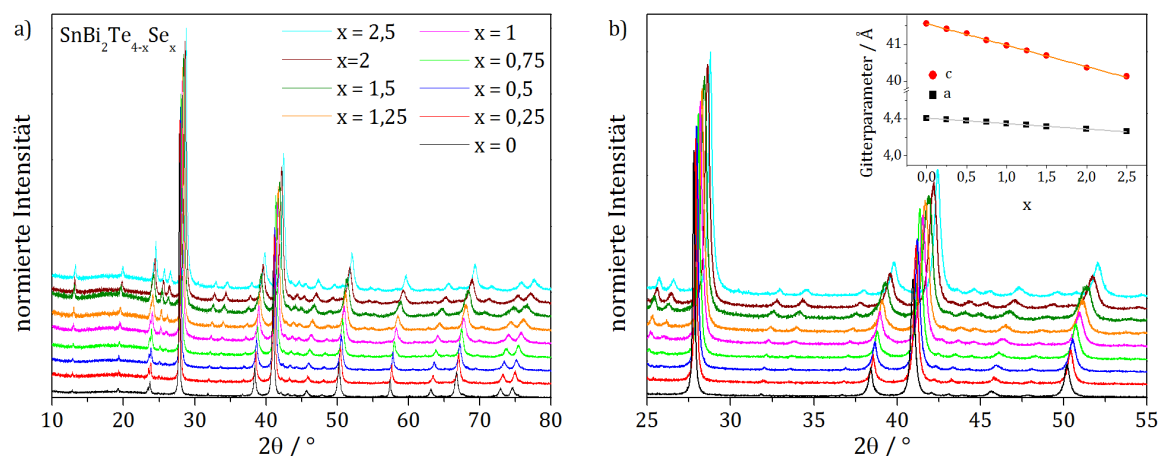 a)
SnBi₂Te₄₋ₓSeₓ
x = 2,5
x=2
x = 1,5
x = 1,25
x = 1
x = 0,75
x = 0,5
x = 0,25
x = 0
normierte Intensität
10 20 30 40 50 60 70 80
2θ / °
b)
Gitterparameter / Å
41
40
4,4
4,0
c
a
0,0 0,5 1,0 1,5 2,0 2,5
x
normierte Intensität
25 30 35 40 45 50 55
2θ / °